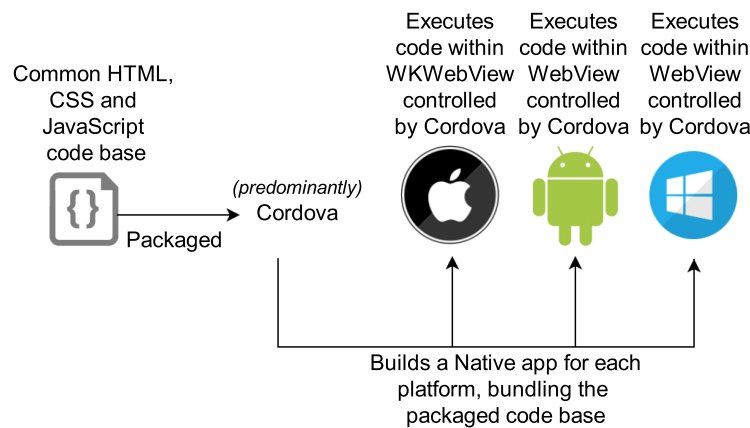 Common HTML,
CSS and
JavaScript
code base
{}
Packaged
(predominantly)
Cordova
Executes
code within
WKWebView
controlled
by Cordova
Executes
code within
WebView
controlled
by Cordova
Executes
code within
WebView
controlled
by Cordova
Builds a Native app for each
platform, bundling the
packaged code base